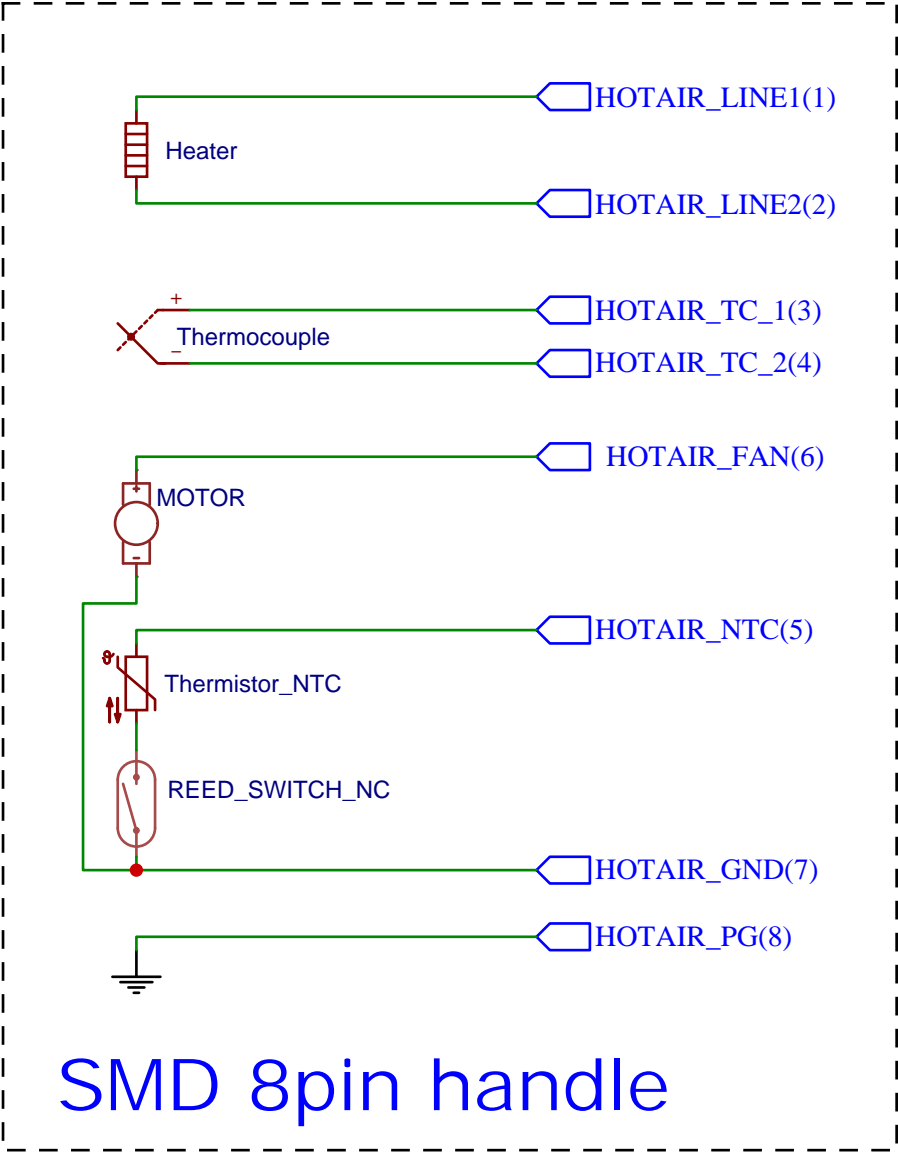 HOTAIR_LINE1(1)
Heater
HOTAIR_LINE2(2)
+
HOTAIR_TC_1(3)
Thermocouple
−
HOTAIR_TC_2(4)
HOTAIR_FAN(6)
+
MOTOR
-
HOTAIR_NTC(5)
ϑ
Thermistor_NTC
REED_SWITCH_NC
HOTAIR_GND(7)
HOTAIR_PG(8)
SMD 8pin handle